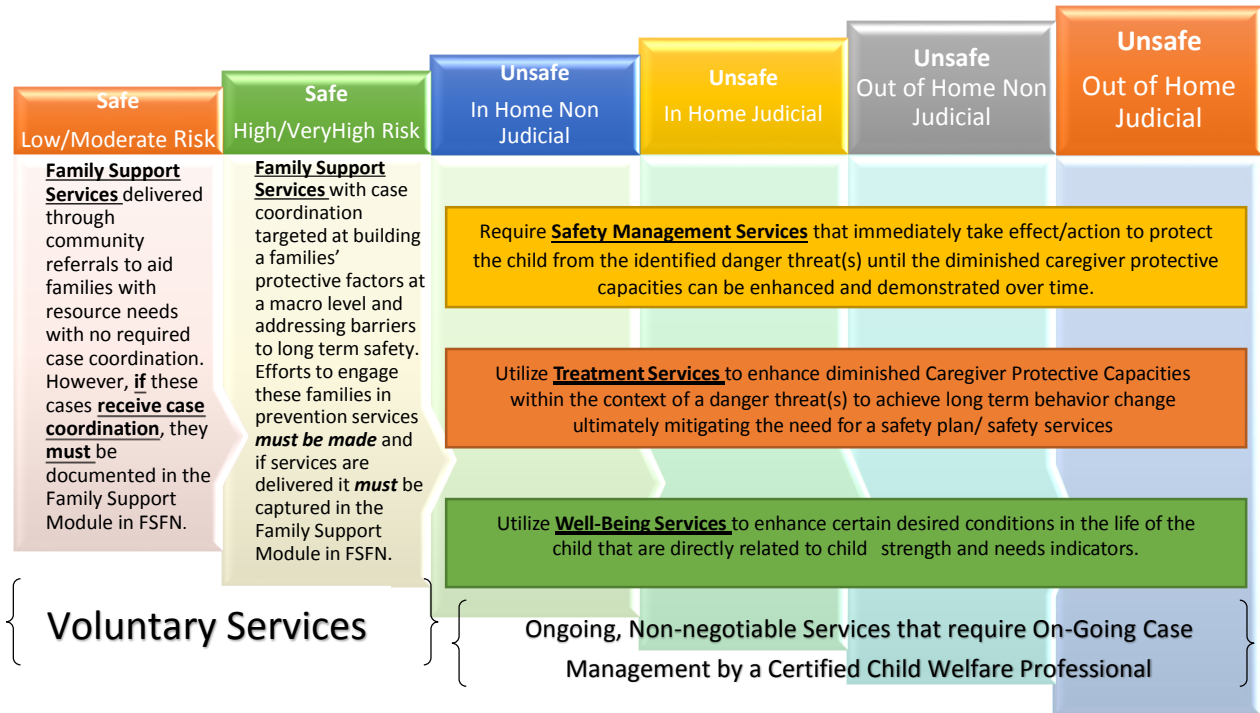 Safe
Low/Moderate Risk
Safe
High/VeryHigh Risk
Unsafe
In Home Non
Judicial
Unsafe
In Home Judicial
Unsafe
Out of Home Non
Judicial
Unsafe
Out of Home
Judicial
Family Support
Services delivered
through
community
referrals to aid
families with
resource needs
with no required
case coordination.
However, if these
cases receive case
coordination, they
must be
documented in the
Family Support
Module in FSFN.
Family Support
Services with case
coordination
targeted at building
a families’
protective factors at
a macro level and
addressing barriers
to long term safety.
Efforts to engage
these families in
prevention services
must be made and
if services are
delivered it must be
captured in the
Family Support
Module in FSFN.
Require Safety Management Services that immediately take effect/action to protect
the child from the identified danger threat(s) until the diminished caregiver protective
capacities can be enhanced and demonstrated over time.
Utilize Treatment Services to enhance diminished Caregiver Protective Capacities
within the context of a danger threat(s) to achieve long term behavior change
ultimately mitigating the need for a safety plan/ safety services
Utilize Well-Being Services to enhance certain desired conditions in the life of the
child that are directly related to child strength and needs indicators.
Voluntary Services
Ongoing, Non-negotiable Services that require On-Going Case
Management by a Certified Child Welfare Professional